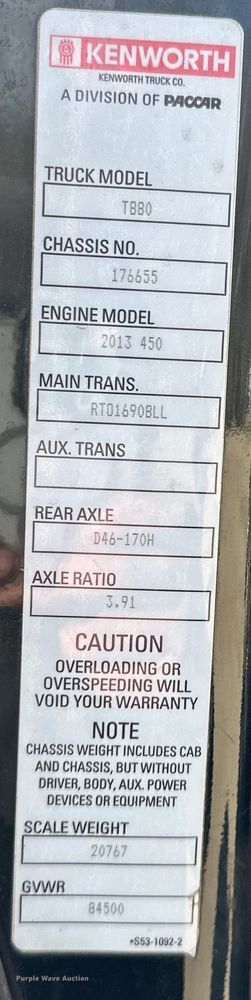 KENWORTH
KENWORTH TRUCK CO.
A DIVISION OF PACCAR
TRUCK MODEL
T880
CHASSIS NO.
176655
ENGINE MODEL
2013 450
MAIN TRANS.
RTO16908LL
AUX. TRANS
REAR AXLE
D46-170H
AXLE RATIO
3.91
CAUTION
OVERLOADING OR
OVERSPEEDING WILL
VOID YOUR WARRANTY
NOTE
CHASSIS WEIGHT INCLUDES CAB
AND CHASSIS, BUT WITHOUT
DRIVER, BODY, AUX. POWER
DEVICES OR EQUIPMENT
SCALE WEIGHT
20767
GVWR
84500
*S53-1092-2
Purple Wave Auction